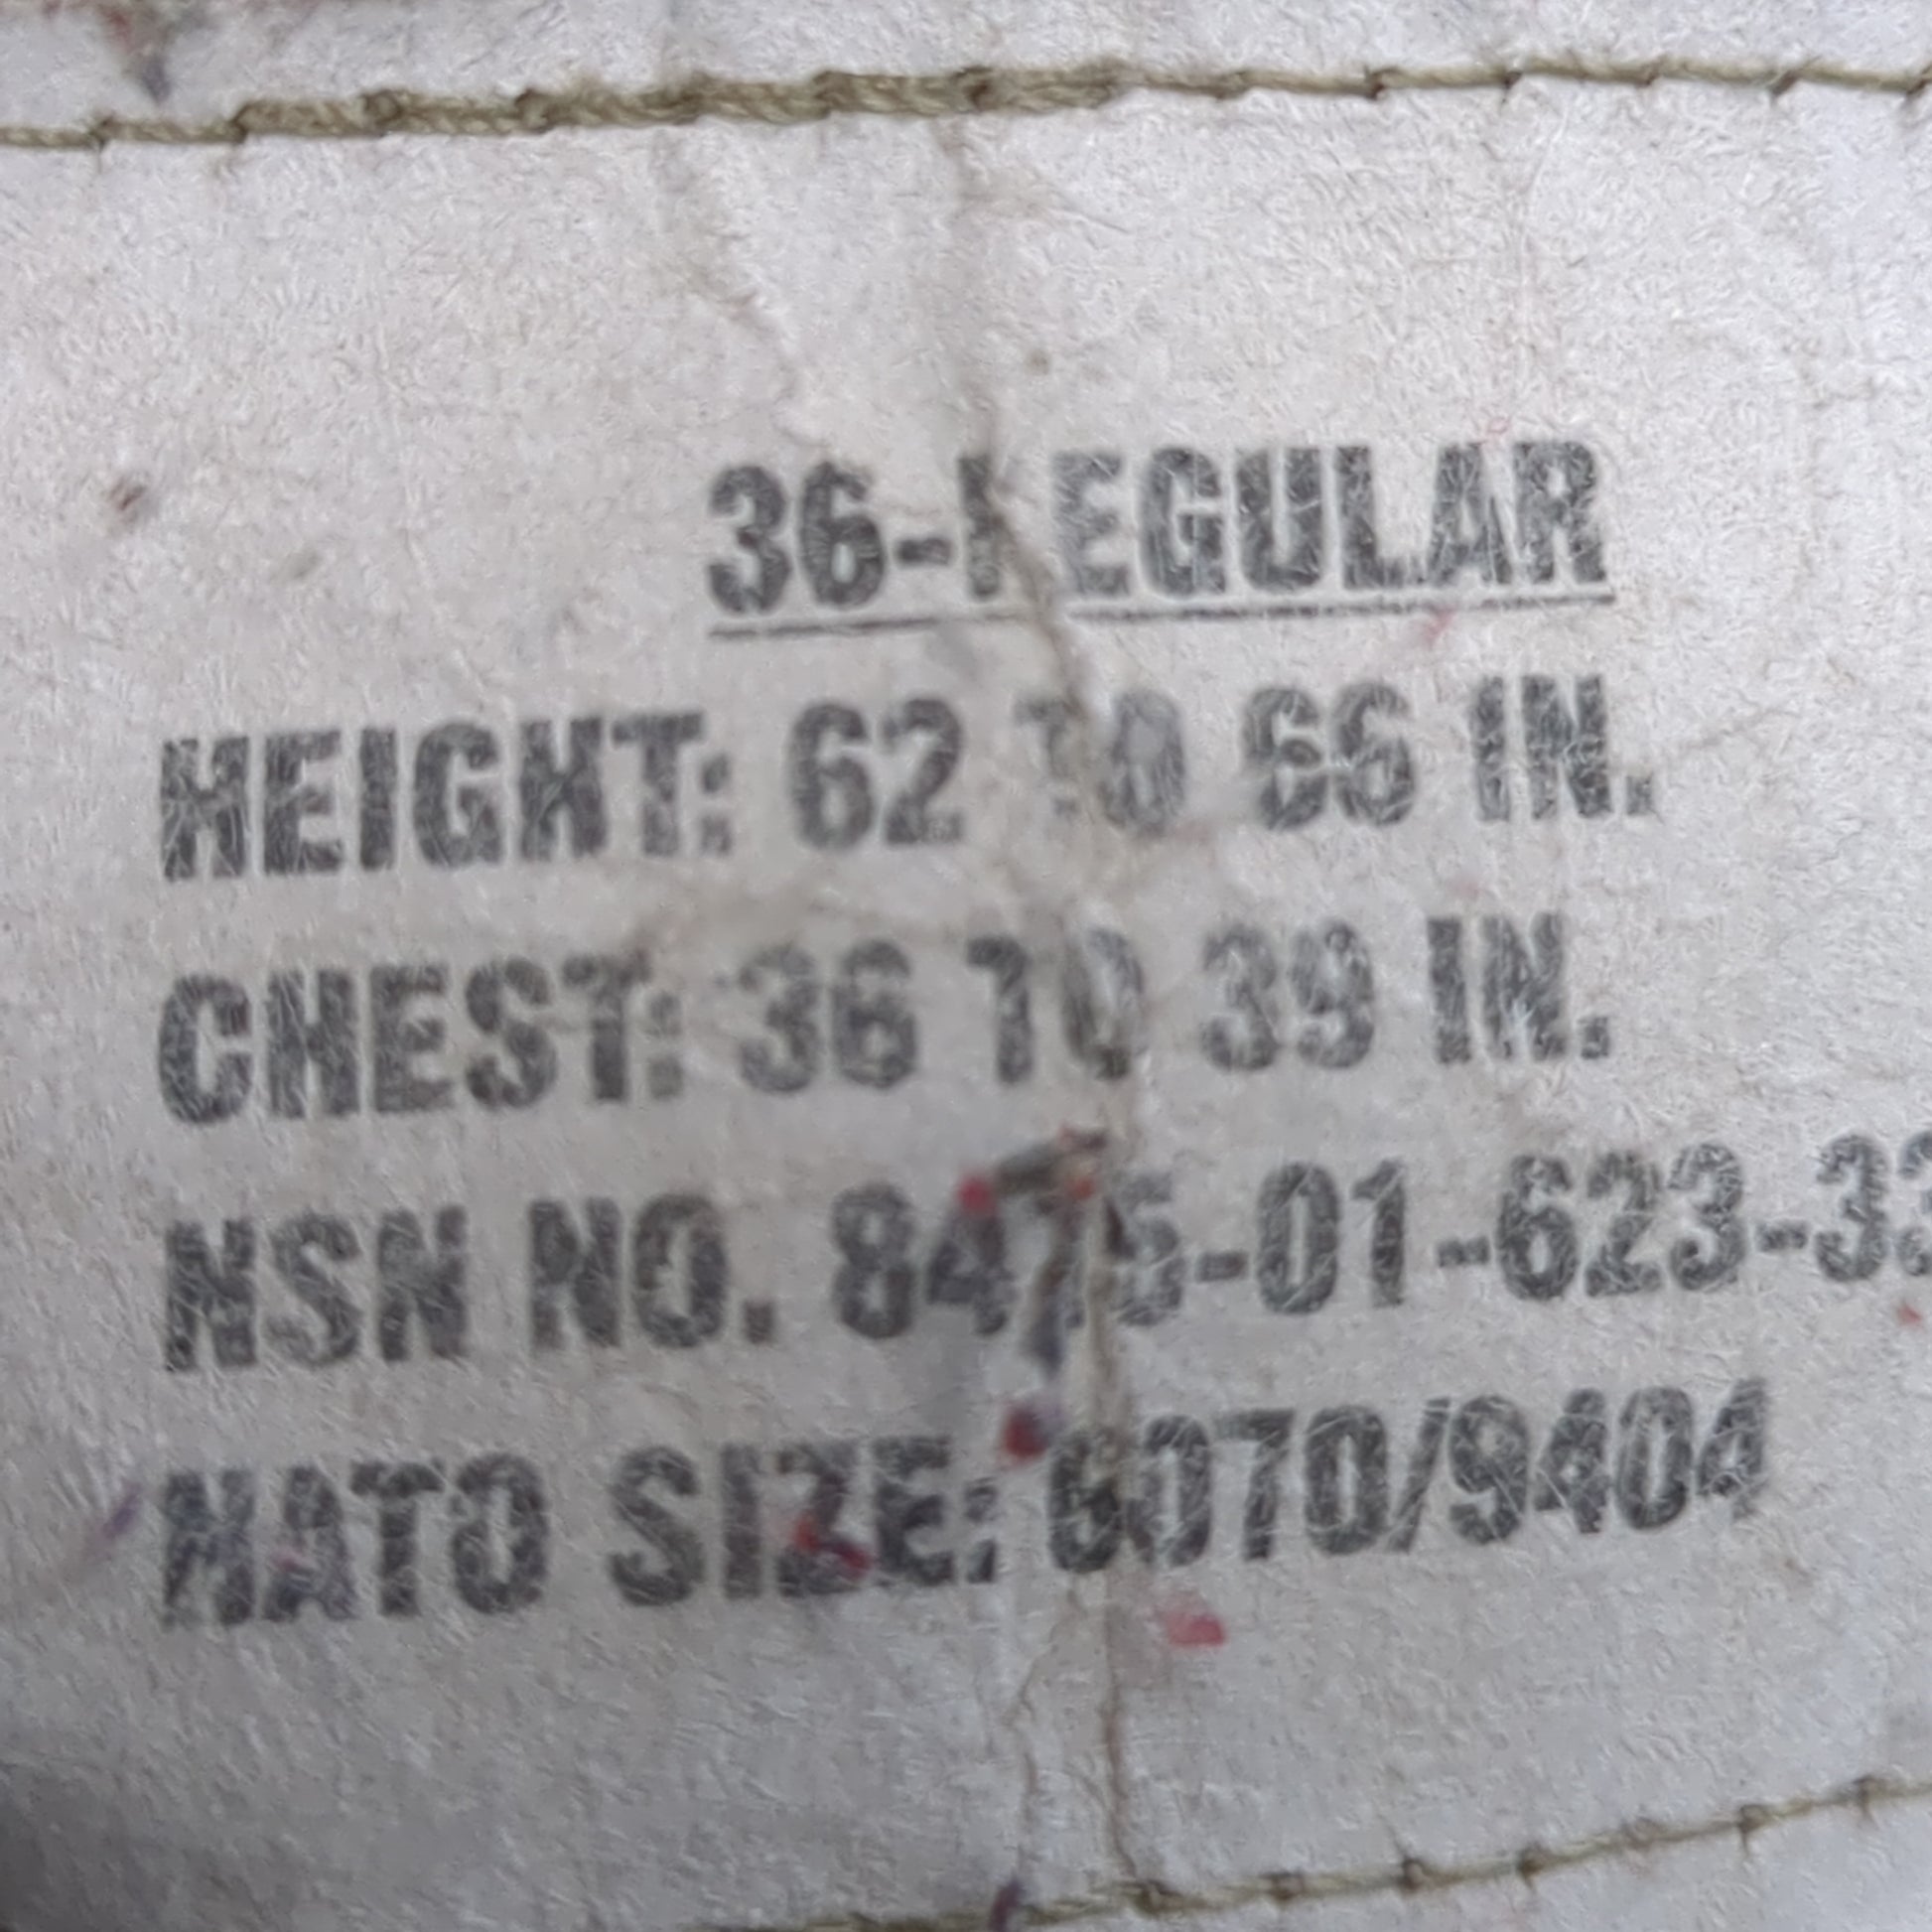 36-REGULAR
HEIGHT: 62 TO 66 IN.
CHEST: 36 TO 39 IN.
NSN NO. 8475-01-623-33
NATO SIZE: 6070/9404